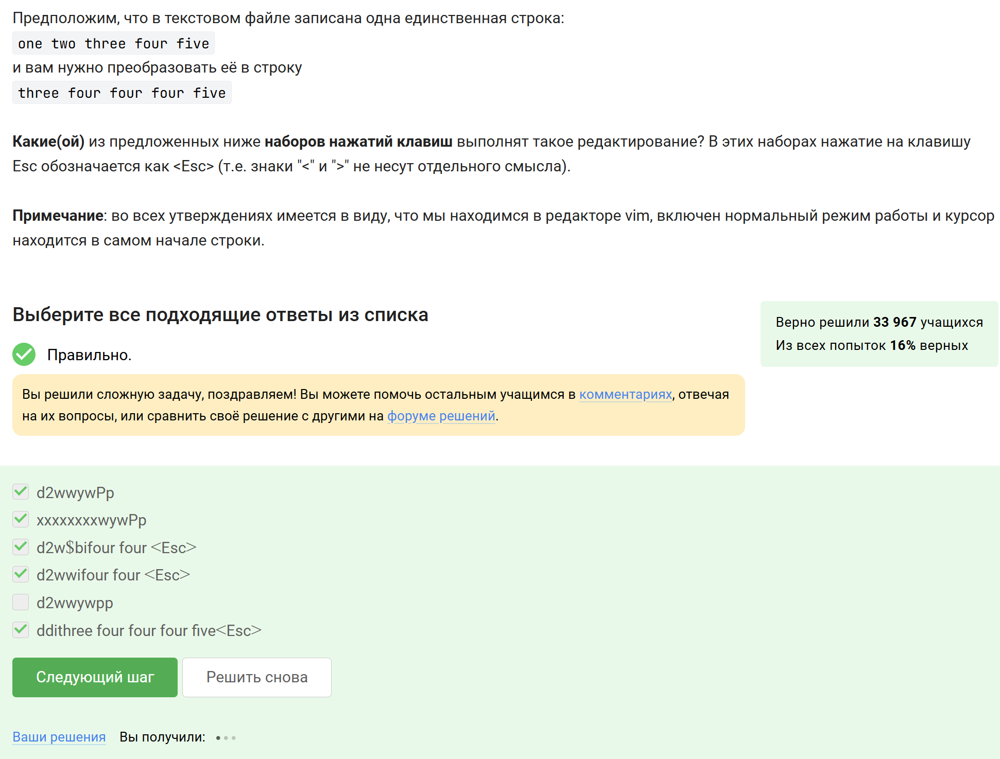 Предположим, что в текстовом файле записана одна единственная строка:
one two three four five
и вам нужно преобразовать её в строку
three four four four five
Какие(ой) из предложенных ниже наборов нажатий клавиш выполнят такое редактирование? В этих наборах нажатие на клавишу
Esc обозначается как <Esc> (т.е. знаки "<" и ">" не несут отдельного смысла).
Примечание: во всех утверждениях имеется в виду, что мы находимся в редакторе vim, включен нормальный режим работы и курсор
находится в самом начале строки.
Выберите все подходящие ответы из списка
Верно решили 33 967 учащихся
Из всех попыток 16% верных
Правильно.
Вы решили сложную задачу, поздравляем! Вы можете помочь остальным учащимся в комментариях, отвечая
на их вопросы, или сравнить своё решение с другими на форуме решений.
d2wwywPp
xxxxxxxxwywPp
d2w$bifour four <Esc>
d2wwifour four <Esc>
d2wwywpp
ddithree four four four five<Esc>
Следующий шаг
Решить снова
Ваши решения Вы получили: